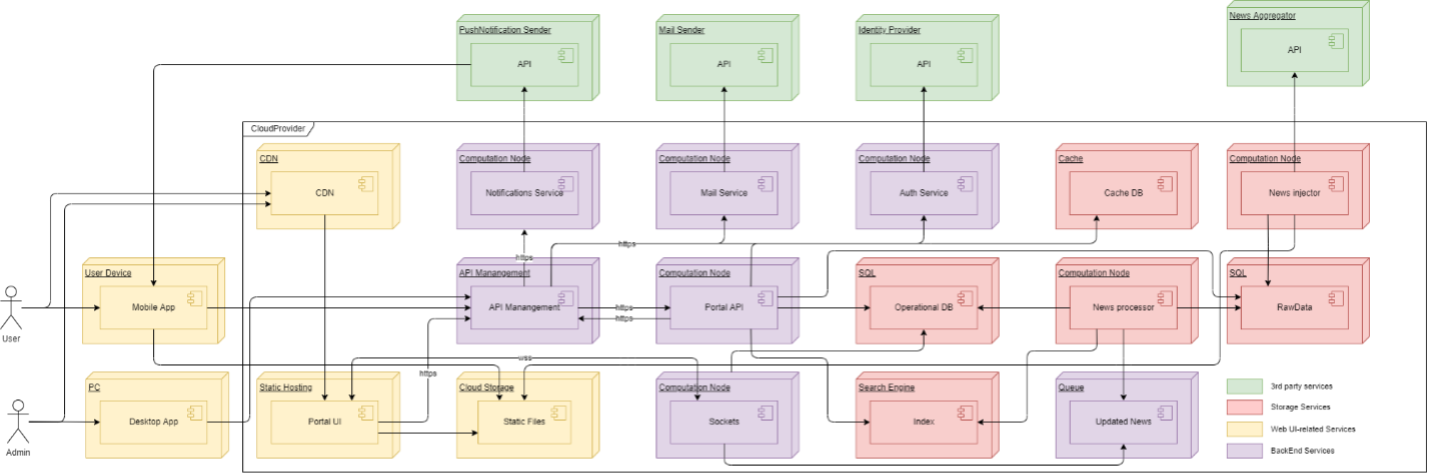 PushNotification Sender
API
Mail Sender
API
Identity Provider
API
News Aggregator
API
CloudProvider
CDN
CDN
Computation Node
Notifications Service
Computation Node
Mail Service
Computation Node
Auth Service
Cache
Cache DB
Computation Node
News injector
https
https
User
User Device
Mobile App
API Manangement
API Manangement
https
https
Computation Node
Portal API
SQL
Operational DB
Computation Node
News processor
SQL
RawData
wss
https
Admin
PC
Desktop App
Static Hosting
Portal UI
Cloud Storage
Static Files
Computation Node
Sockets
Search Engine
Index
Queue
Updated News
3rd party services
Storage Services
Web UI-related Services
BackEnd Services